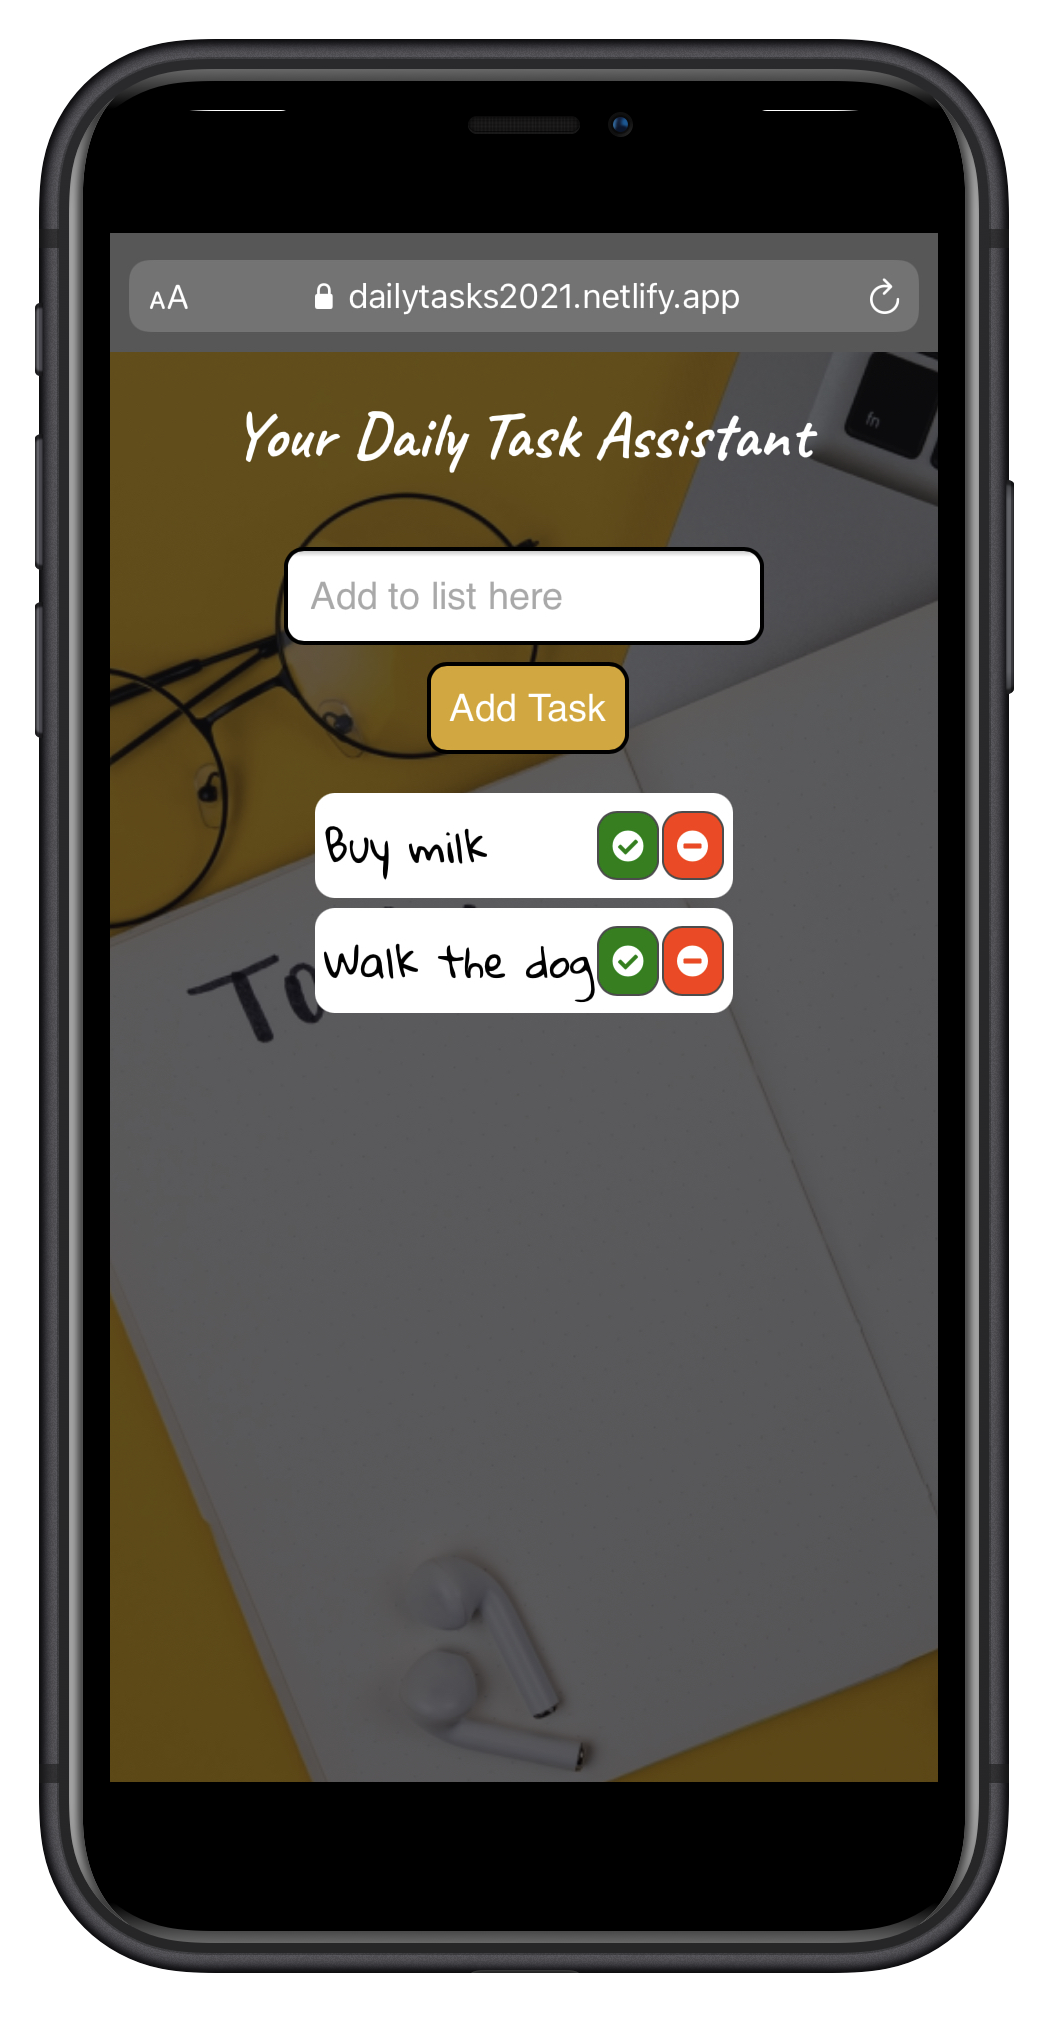 AA dailytasks2021.netlify.app
fn
Your Daily Task Assistant
Add to list here
Add Task
Buy milk
Walk the dog
To